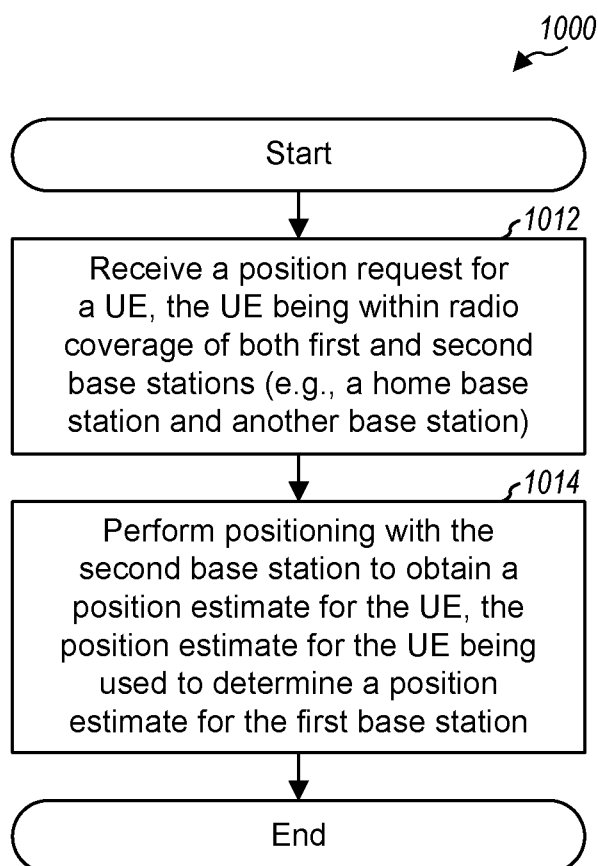 1000
Start
1012
Receive a position request for
a UE, the UE being within radio
coverage of both first and second
base stations (e.g., a home base
station and another base station)
1014
Perform positioning with the
second base station to obtain a
position estimate for the UE, the
position estimate for the UE being
used to determine a position
estimate for the first base station
End